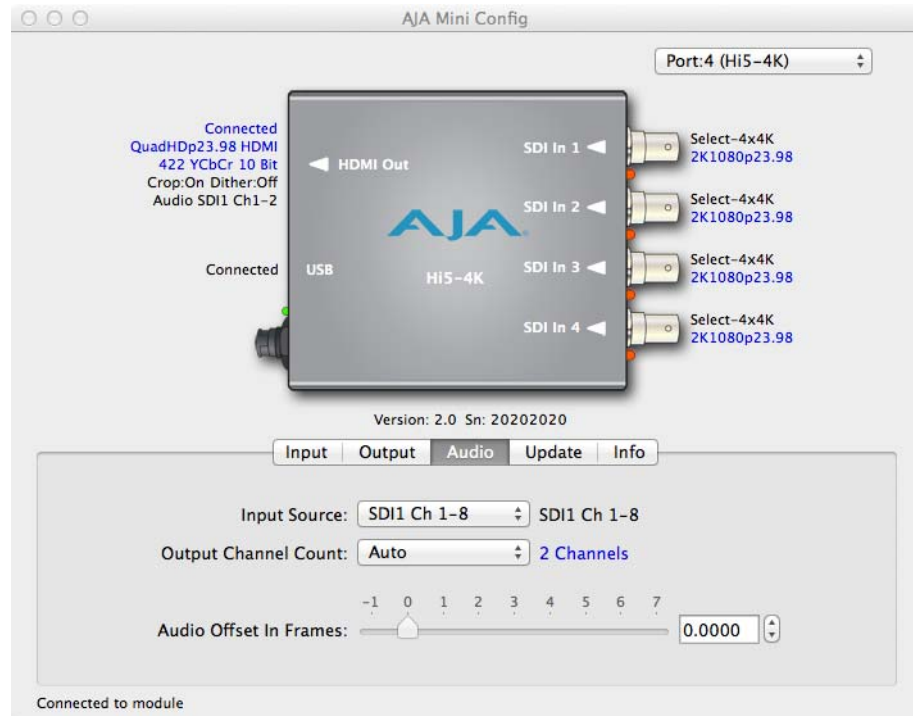 AJA Mini Config
Port:4 (Hi5-4K)
Connected
QuadHDp23.98 HDMI
422 YCbCr 10 Bit
Crop:On Dither:Off
Audio SDI1 Ch1-2
Connected
HDMI Out
USB
AJA
Hi5-4K
SDI In 1
SDI In 2
SDI In 3
SDI In 4
Select-4x4K
2K1080p23.98
Select-4x4K
2K1080p23.98
Select-4x4K
2K1080p23.98
Select-4x4K
2K1080p23.98
Version: 2.0 Sn: 20202020
Input Output Audio Update Info
Input Source: SDI1 Ch 1-8 SDI1 Ch 1-8
Output Channel Count: Auto 2 Channels
-1 0 1 2 3 4 5 6 7
Audio Offset In Frames: 0.0000
Connected to module